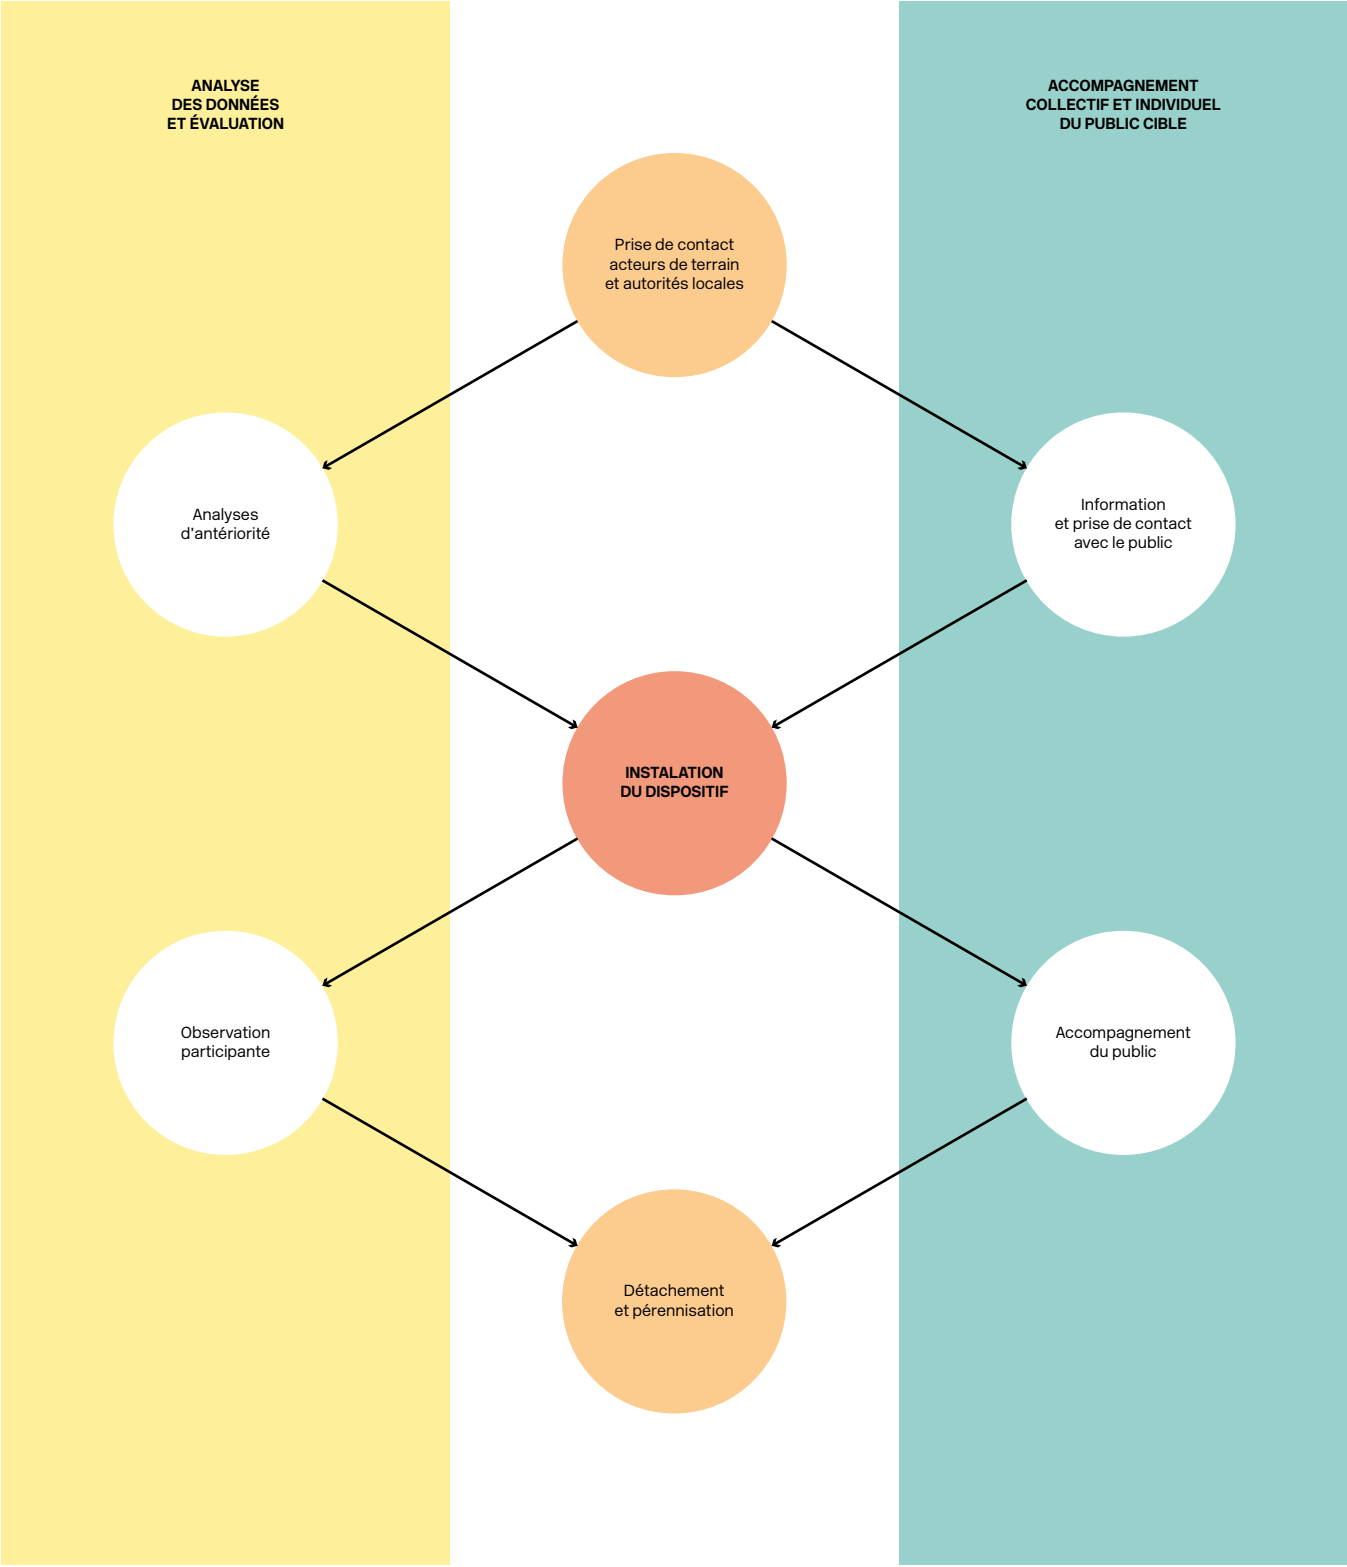 ANALYSE
DES DONNÉES
ET ÉVALUATION
ACCOMPAGNEMENT
COLLECTIF ET INDIVIDUEL
DU PUBLIC CIBLE
Prise de contact
acteurs de terrain
et autorités locales
Analyses
d'antériorité
Information
et prise de contact
avec le public
INSTALATION
DU DISPOSITIF
Observation
participante
Accompagnement
du public
Détachement
et pérennisation